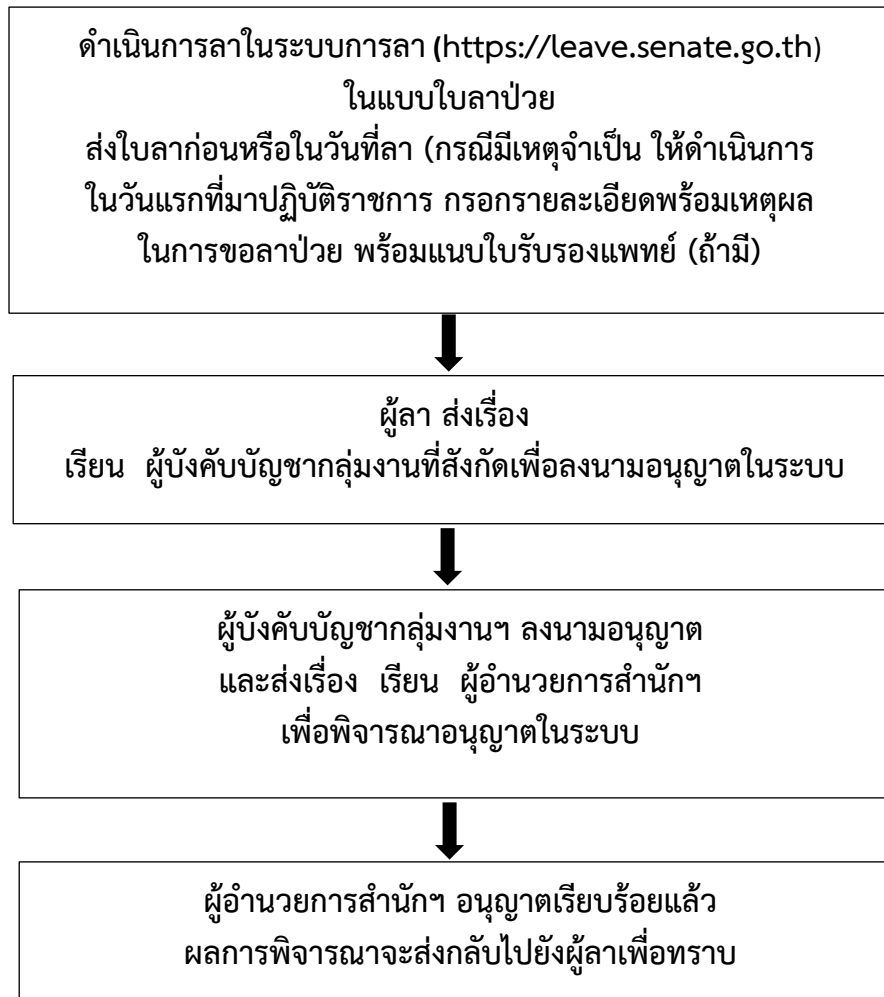 ดำเนินการลาในระบบการลา (https://leave.senate.go.th)
ในแบบใบลาป่วย
ส่งใบลาก่อนหรือในวันที่ลา (กรณีมีเหตุจำเป็น ให้ดำเนินการ
ในวันแรกที่มาปฏิบัติราชการ กรอกรายละเอียดพร้อมเหตุผล
ในการขอลาป่วย พร้อมแนบใบรับรองแพทย์ (ถ้ามี)
ผู้ลา ส่งเรื่อง
เรียน ผู้บังคับบัญชากลุ่มงานที่สังกัดเพื่อลงนามอนุญาตในระบบ
ผู้บังคับบัญชากลุ่มงานฯ ลงนามอนุญาต
และส่งเรื่อง เรียน ผู้อำนวยการสำนักฯ
เพื่อพิจารณาอนุญาตในระบบ
ผู้อำนวยการสำนักฯ อนุญาตเรียบร้อยแล้ว
ผลการพิจารณาจะส่งกลับไปยังผู้ลาเพื่อทราบ